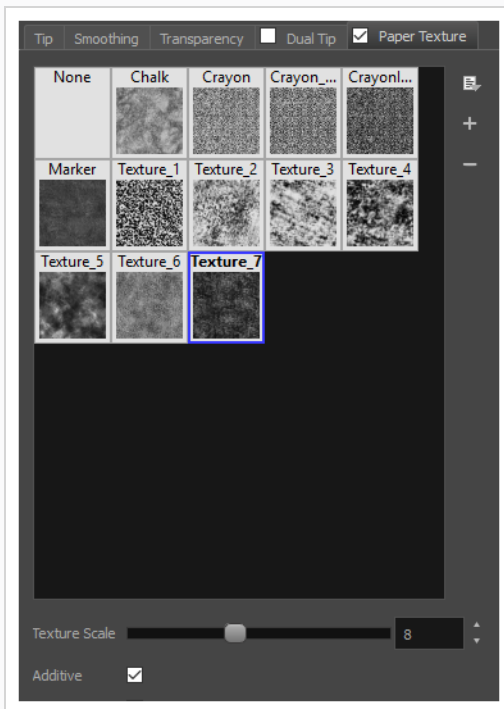 Tip Smoothing Transparency Dual Tip Paper Texture
None Chalk Crayon Crayon_... Crayonl...
Marker Texture_1 Texture_2 Texture_3 Texture_4
Texture_5 Texture_6 Texture_7
Texture Scale 8
Additive